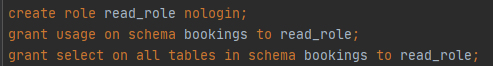 create role read_role nologin;
grant usage on schema bookings to read_role;
grant select on all tables in schema bookings to read_role;